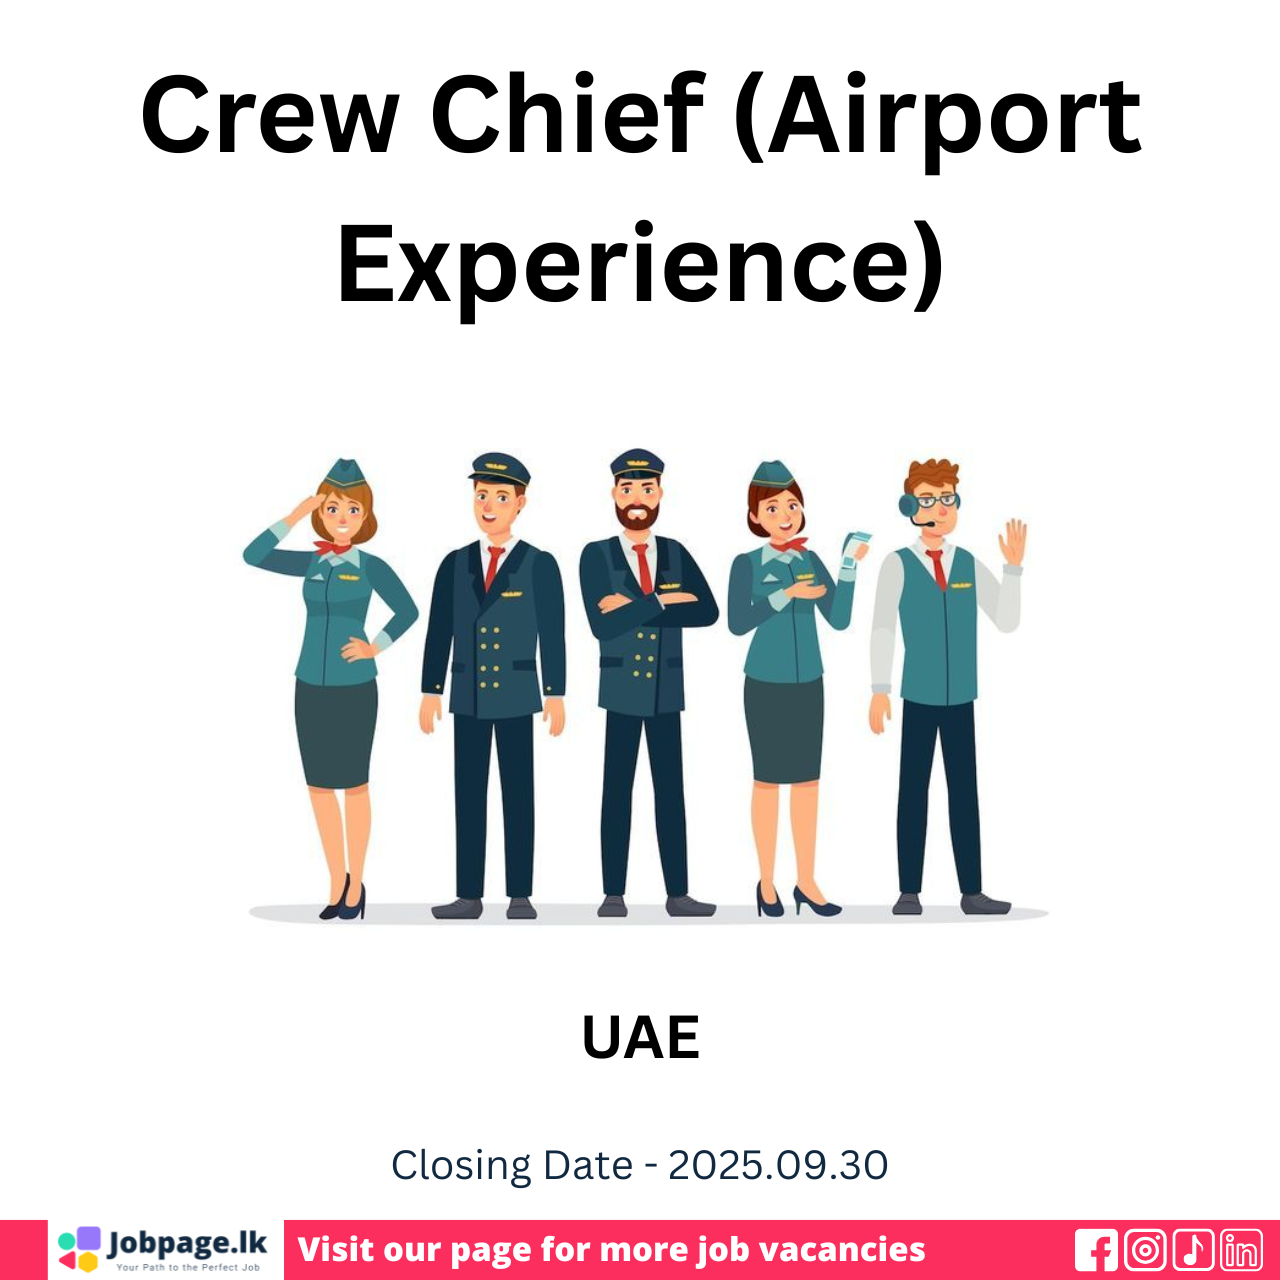 Crew Chief (Airport
Experience)
UAE
Closing Date - 2025.09.30
Jobpage.lk
Your Path to the Perfect Job
Visit our page for more job vacancies
in